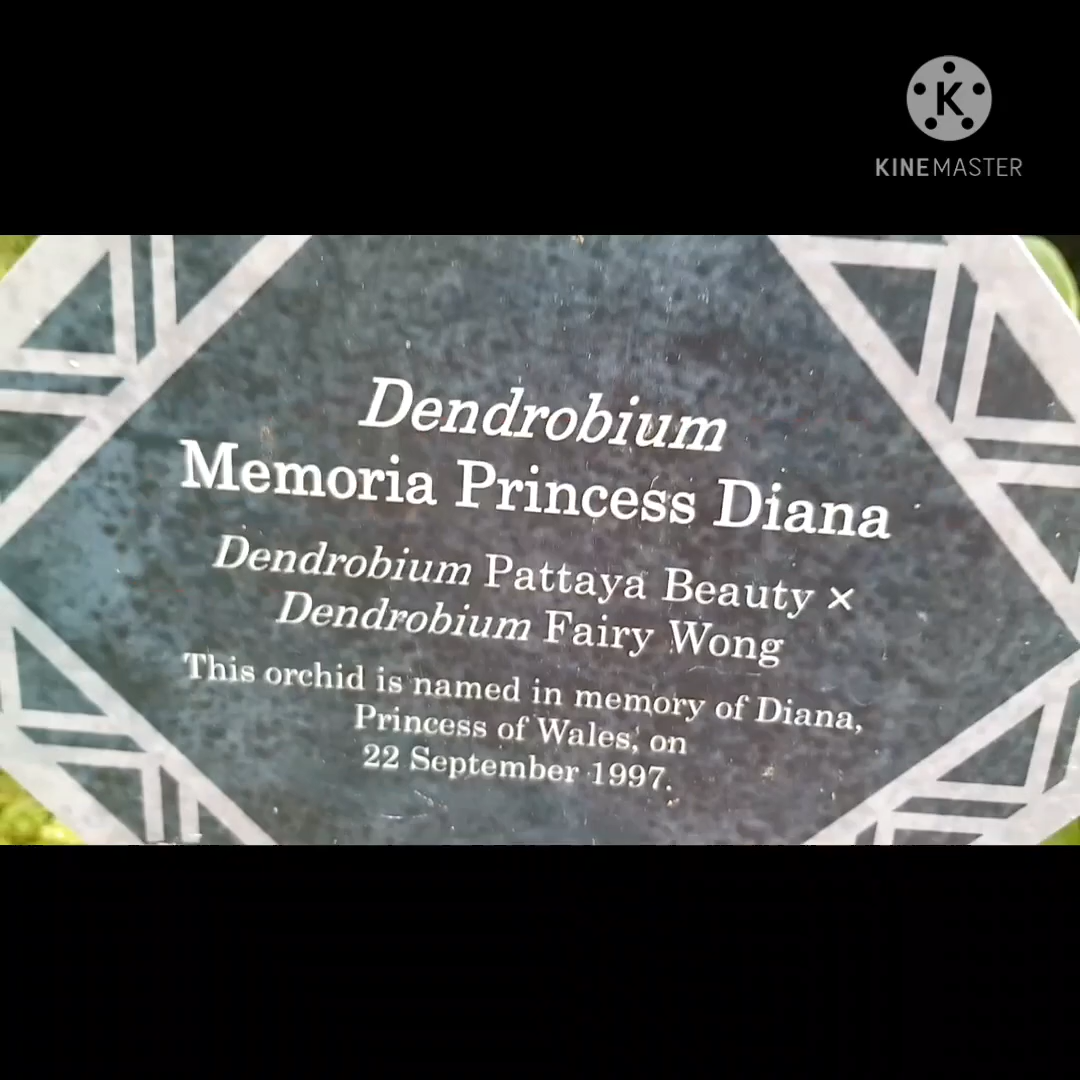 K
KINEMASTER
Dendrobium
Memoria Princess Diana
Dendrobium Pattaya Beauty ×
Dendrobium Fairy Wong
This orchid is named in memory of Diana,
Princess of Wales, on
22 September 1997.